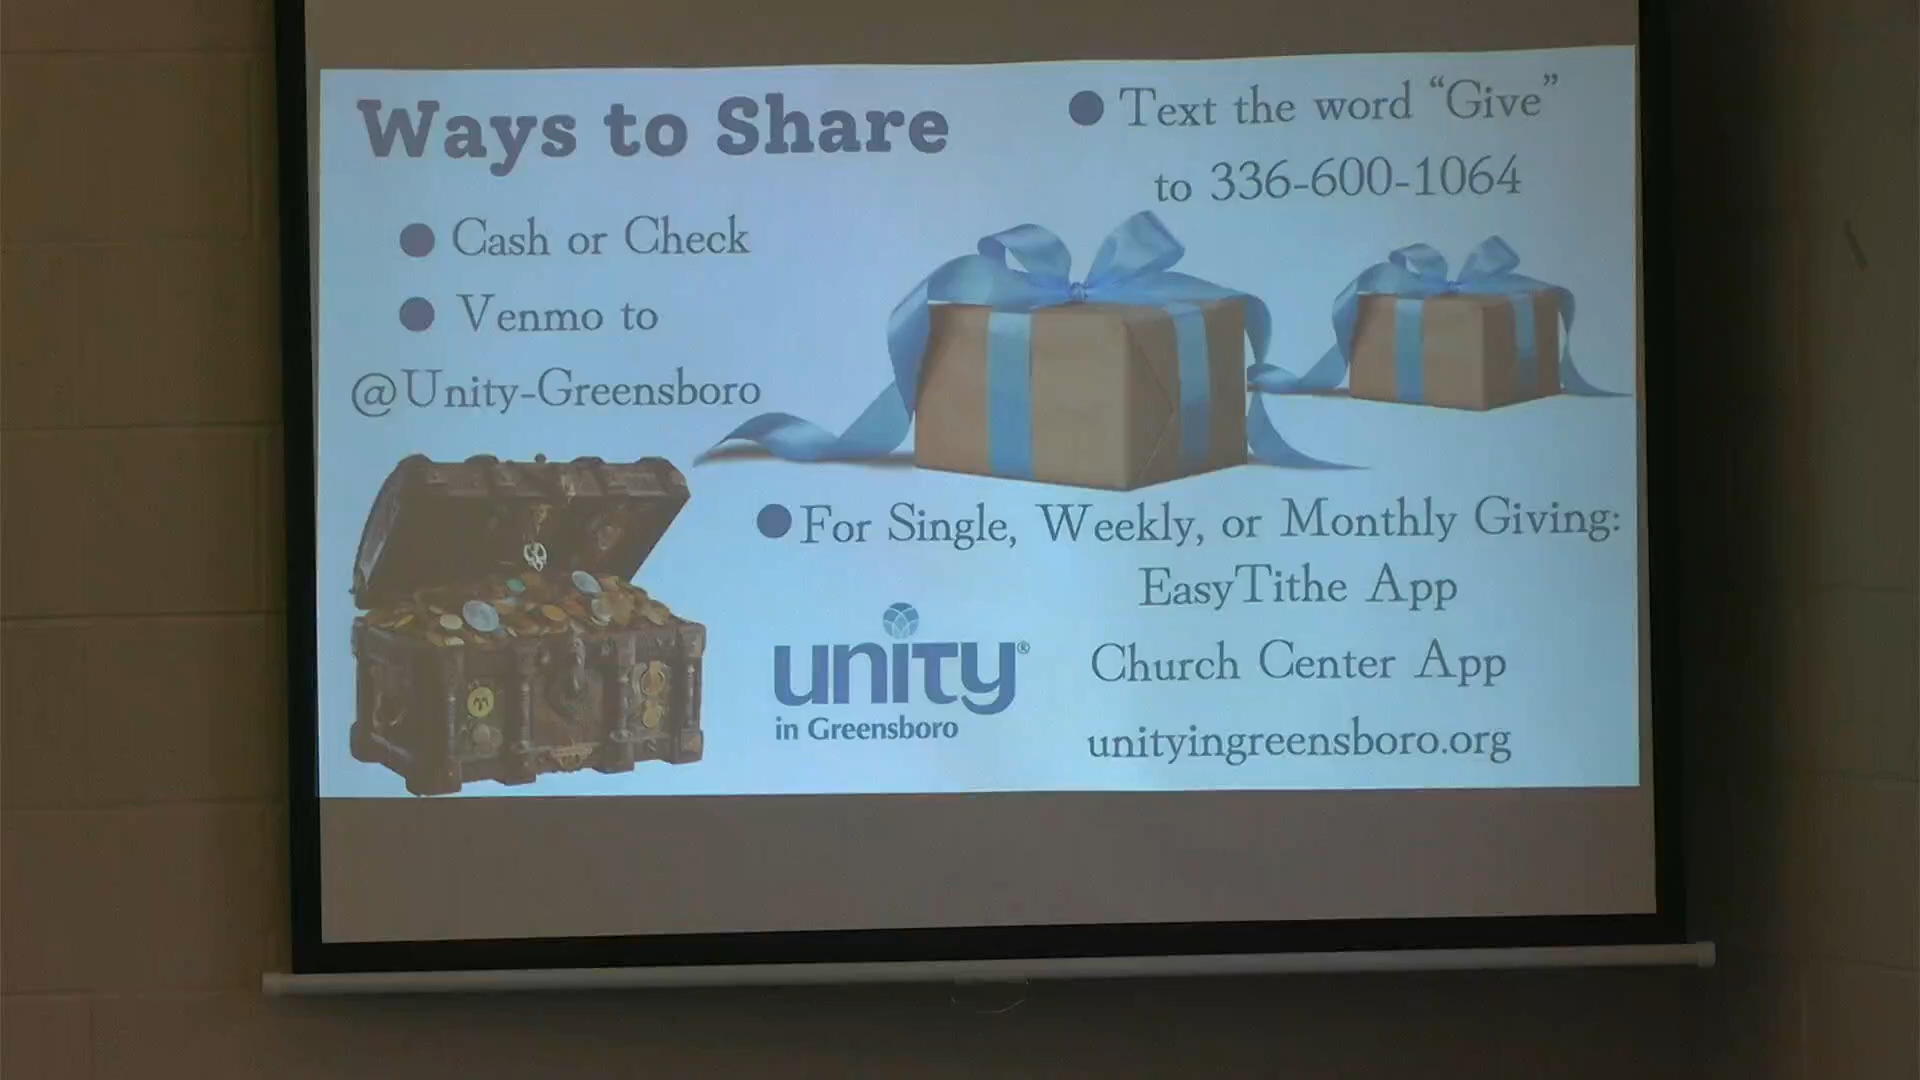 Ways to Share
● Cash or Check
● Venmo to
@Unity-Greensboro
● Text the word “Give”
to 336-600-1064
● For Single, Weekly, or Monthly Giving:
EasyTithe App
Church Center App
unityingreensboro.org
unity®
in Greensboro